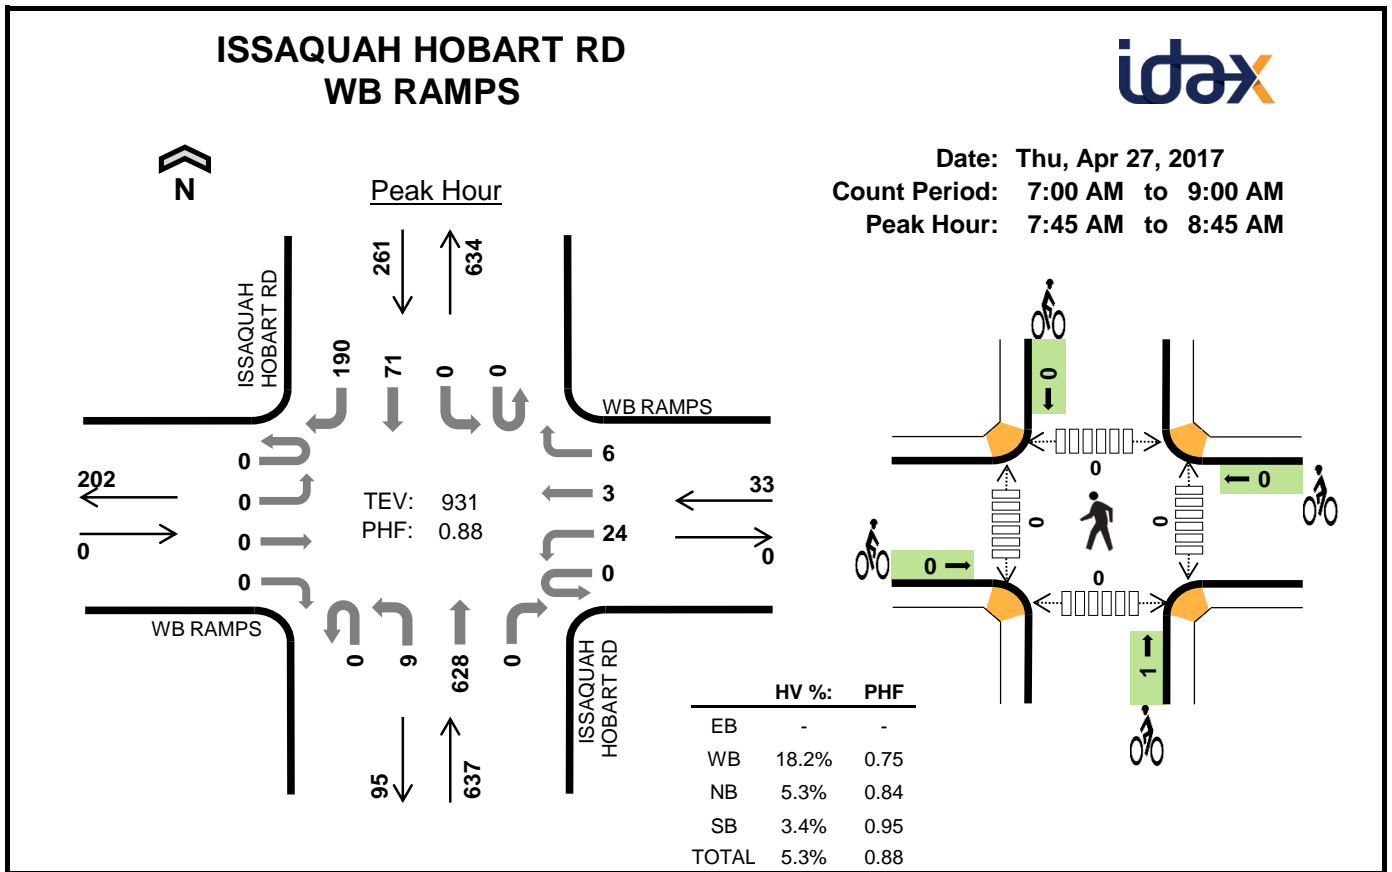 ISSAQUAH HOBART RD
WB RAMPS
idax
N
Peak Hour
Date: Thu, Apr 27, 2017
Count Period: 7:00 AM to 9:00 AM
Peak Hour: 7:45 AM to 8:45 AM
261
634
ISSAQUAH
HOBART RD
190
71
0
0
WB RAMPS
0
0
0
0
202
0
TEV: 931
PHF: 0.88
6
3
24
0
33
0
WB RAMPS
0
9
628
0
ISSAQUAH
HOBART RD
95
637
HV %: PHF
EB - -
WB 18.2% 0.75
NB 5.3% 0.84
SB 3.4% 0.95
TOTAL 5.3% 0.88
0
0
0
0
0
0
0
1